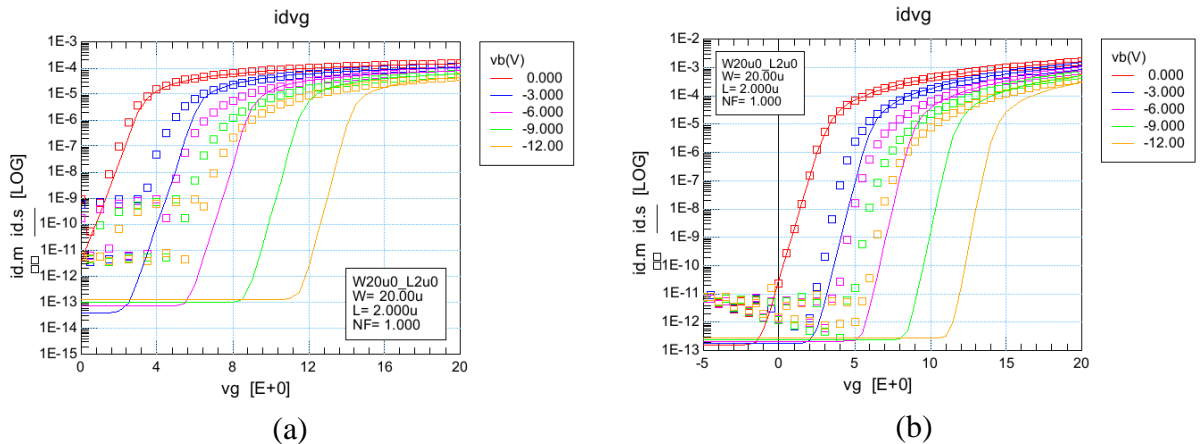 idvg
1E-3
1E-4
1E-5
1E-6
1E-7
1E-8
1E-9
1E-10
1E-11
1E-12
1E-13
1E-14
1E-15
id.m id.s [LOG]
0 4 8 12 16 20
vg [E+0]
W20u0_L2u0
W= 20.00u
L= 2.000u
NF= 1.000
vb(V)
0.000
-3.000
-6.000
-9.000
-12.00
(a)
idvg
1E-2
1E-3
1E-4
1E-5
1E-6
1E-7
1E-8
1E-9
1E-10
1E-11
1E-12
1E-13
id.m id.s [LOG]
-5 0 5 10 15 20
vg [E+0]
W20u0_L2u0
W= 20.00u
L= 2.000u
NF= 1.000
vb(V)
0.000
-3.000
-6.000
-9.000
-12.00
(b)